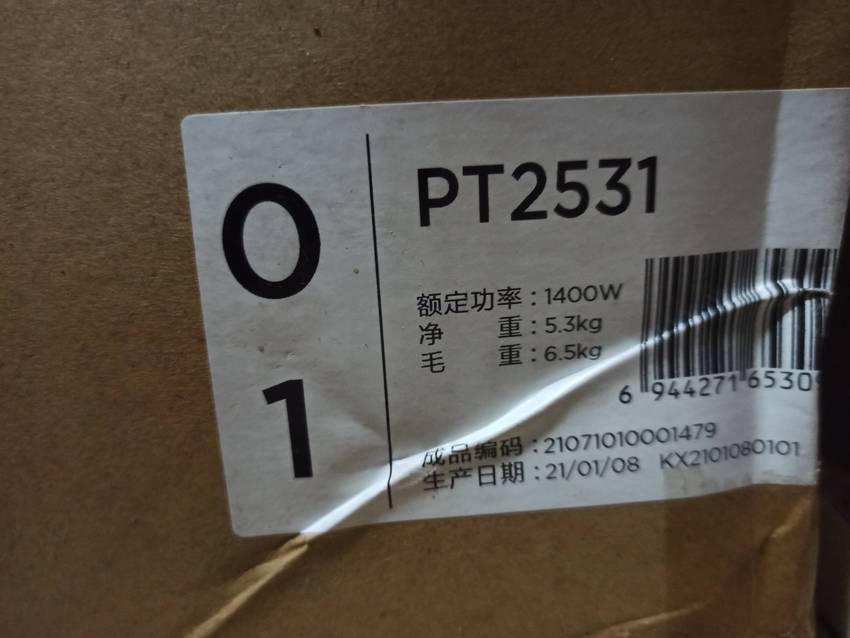 0
1
PT2531
额定功率：1400W
净 重：5.3kg
毛 重：6.5kg
6 944271 65309
成品编码：21071010001479
生产日期：21/01/08 KX2101080101